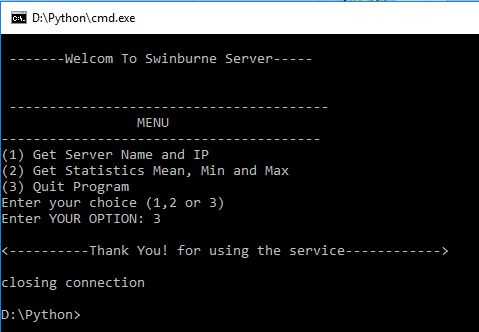 D:\Python\cmd.exe
-------Welcom To Swinburne Server-----
----------------------------------------
MENU
----------------------------------------
(1) Get Server Name and IP
(2) Get Statistics Mean, Min and Max
(3) Quit Program
Enter your choice (1,2 or 3)
Enter YOUR OPTION: 3
<----------Thank You! for using the service------------>
closing connection
D:\Python>